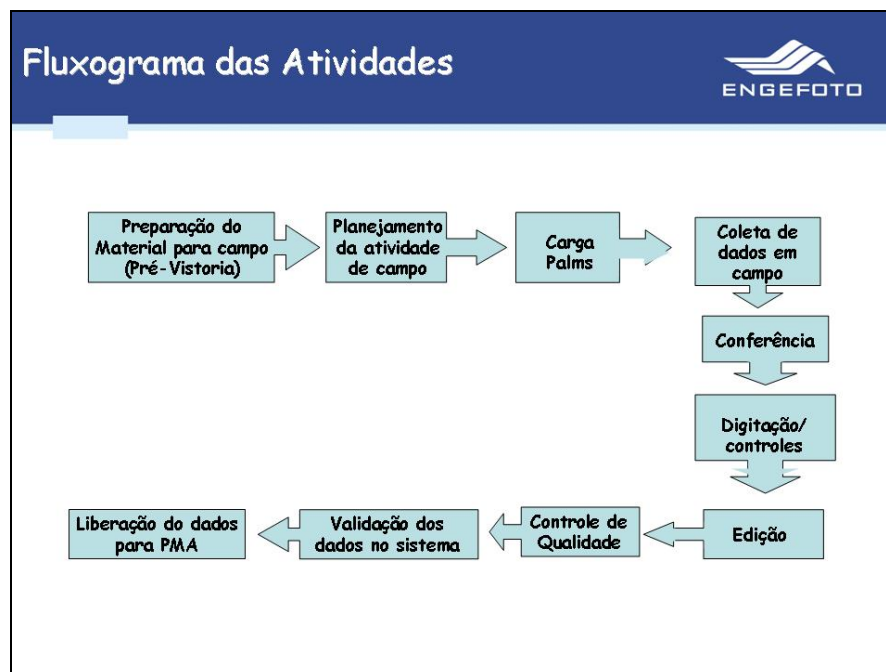 Fluxograma das Atividades
ENGEFOTO
Preparação do
Material para campo
(Pré-Vistoria)
Planejamento
da atividade
de campo
Carga
Palms
Coleta de
dados em
campo
Conferência
Digitação/
controles
Edição
Controle de
Qualidade
Validação dos
dados no sistema
Liberação do dados
para PMA